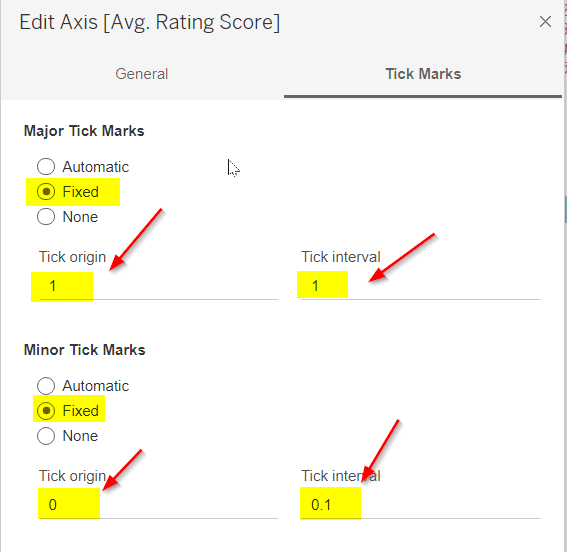 Edit Axis [Avg. Rating Score]
General Tick Marks
Major Tick Marks
Automatic
Fixed
None
Tick origin Tick interval
1 1
Minor Tick Marks
Automatic
Fixed
None
Tick origin Tick interval
0 0.1